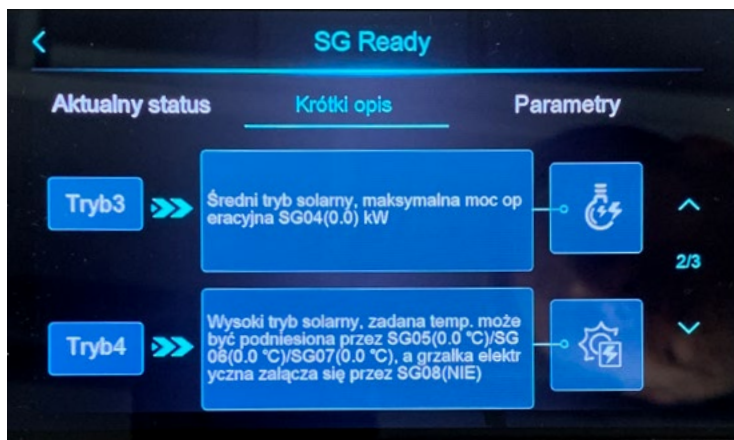 SG Ready
Aktualny status
Krótki opis
Parametry
Tryb3
Średni tryb solarny, maksymalna moc op
eracyjna SG04(0.0) kW
2/3
Tryb4
Wysoki tryb solarny, zadana temp. może
być podniesiona przez SG05(0.0 °C)/SG
06(0.0 °C)/SG07(0.0 °C), a grzalka elektr
yczna zalącza się przez SG08(NIE)